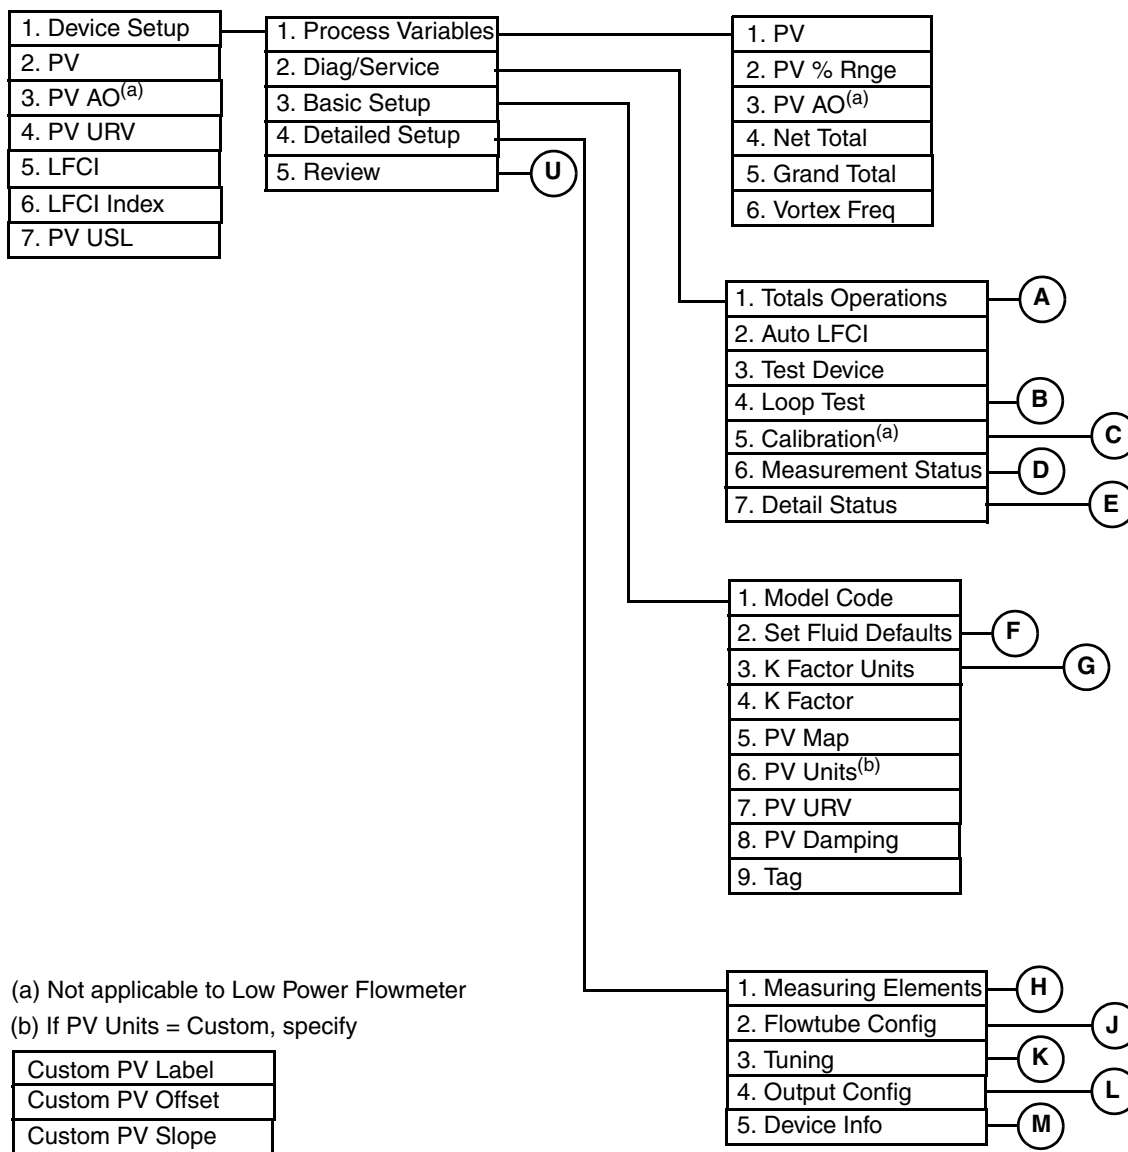 1. Device Setup
2. PV
3. PV AO(a)
4. PV URV
5. LFCI
6. LFCI Index
7. PV USL
1. Process Variables
2. Diag/Service
3. Basic Setup
4. Detailed Setup
5. Review
U
1. PV
2. PV % Rnge
3. PV AO(a)
4. Net Total
5. Grand Total
6. Vortex Freq
1. Totals Operations
A
2. Auto LFCI
3. Test Device
4. Loop Test
B
5. Calibration(a)
C
6. Measurement Status
D
7. Detail Status
E
1. Model Code
2. Set Fluid Defaults
F
3. K Factor Units
G
4. K Factor
5. PV Map
6. PV Units(b)
7. PV URV
8. PV Damping
9. Tag
1. Measuring Elements
H
2. Flowtube Config
J
3. Tuning
K
4. Output Config
L
5. Device Info
M
(a) Not applicable to Low Power Flowmeter
(b) If PV Units = Custom, specify
Custom PV Label
Custom PV Offset
Custom PV Slope